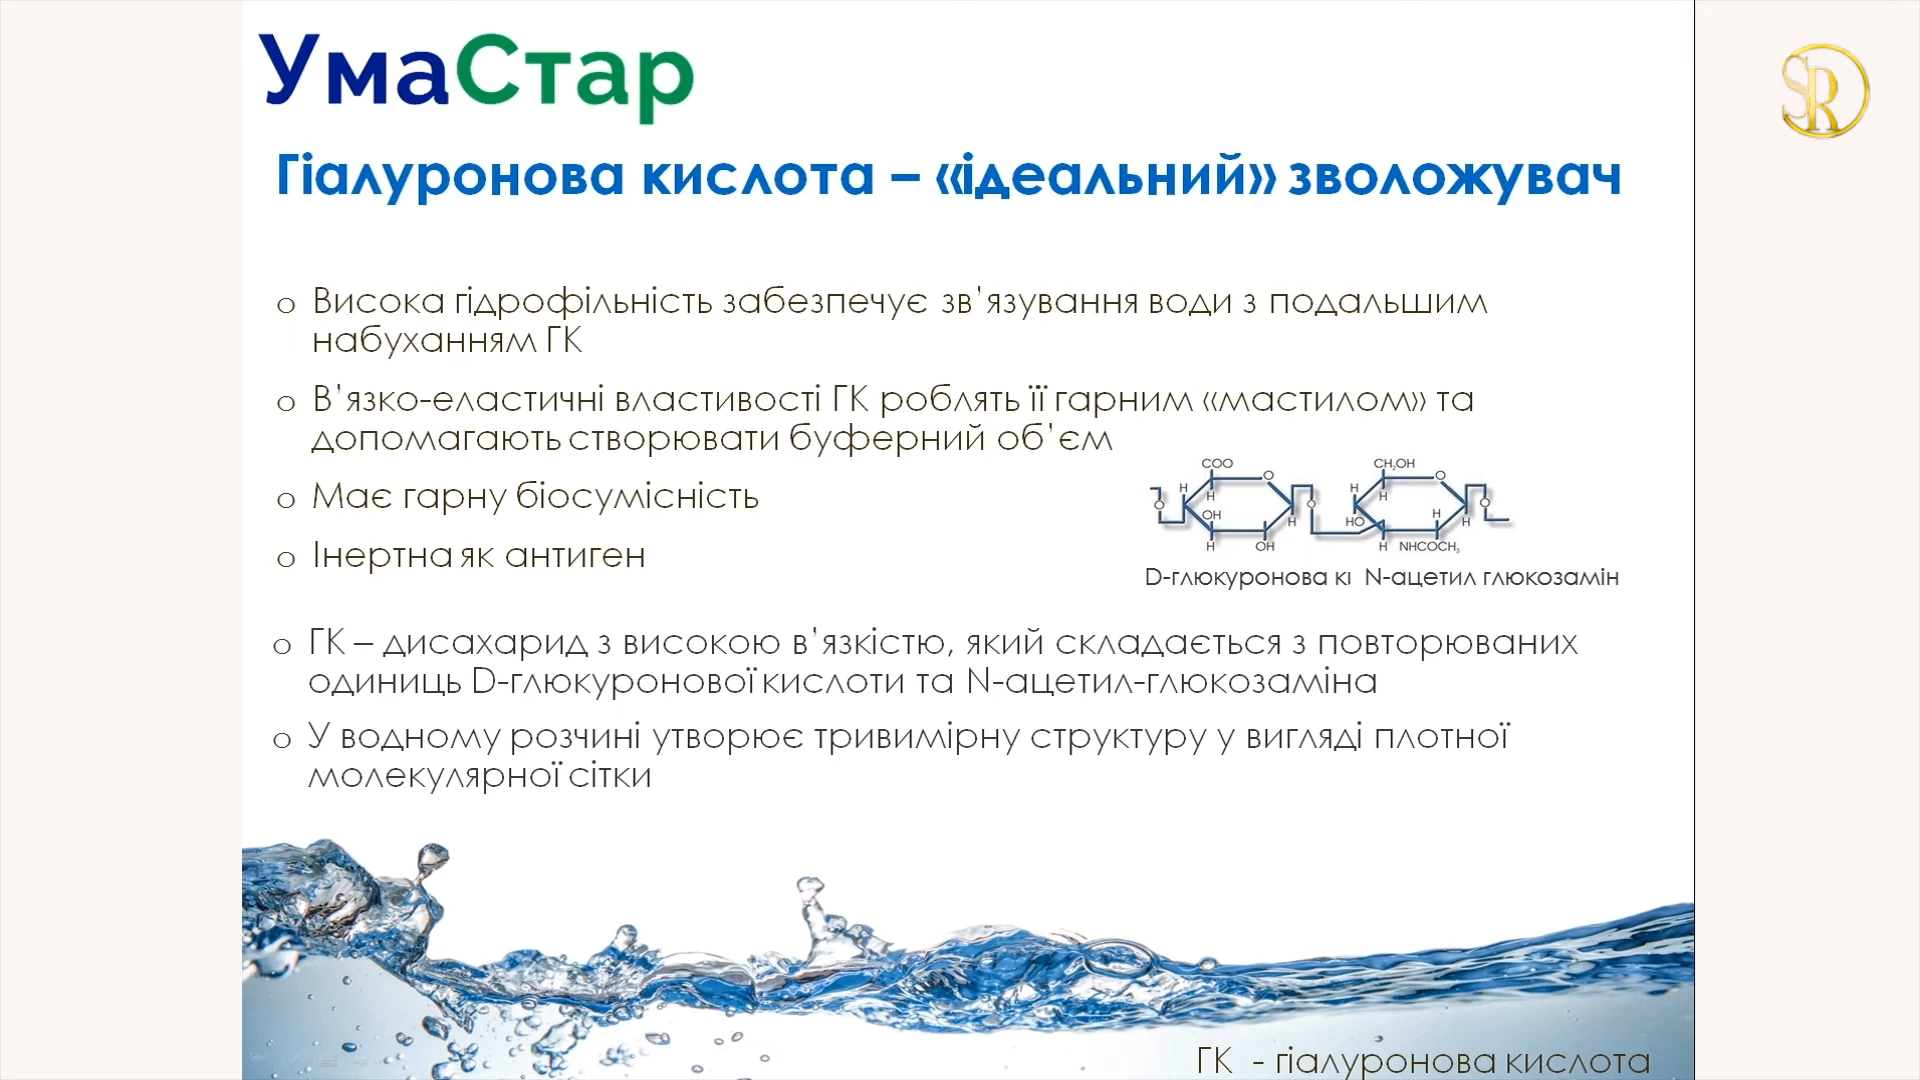 УмаСтар
SR
Гіалуронова кислота – «ідеальний» зволожувач
o Висока гідрофільність забезпечує зв'язування води з подальшим
набуханням ГК
o В'язко-еластичні властивості ГК роблять її гарним «мастилом» та
допомагають створювати буферний об'єм
o Має гарну біосумісність
o Інертна як антиген
COO O CH2OH O
H H H H
O OH H O HO H H O
H OH H NHCOCH3
D-глюкуронова кі N-ацетил глюкозамін
o ГК – дисахарид з високою в'язкістю, який складається з повторюваних
одиниць D-глюкуронової кислоти та N-ацетил-глюкозаміна
o У водному розчині утворює тривимірну структуру у вигляді плотної
молекулярної сітки
ГК - гіалуронова кислота